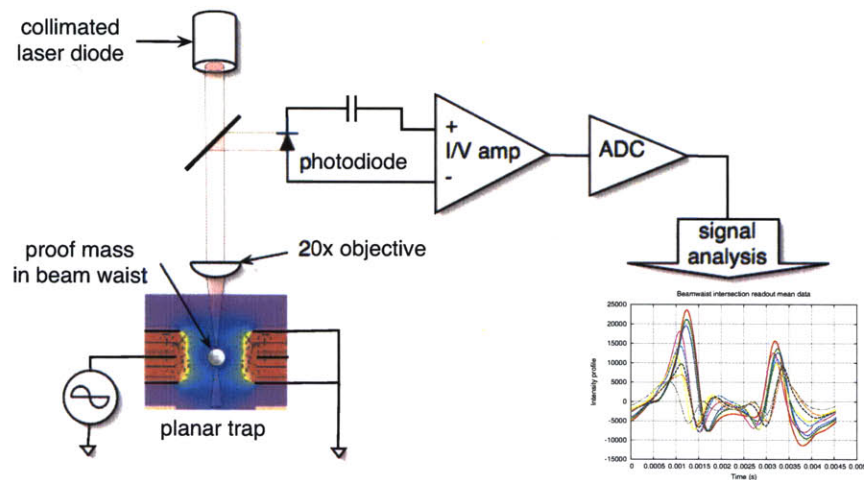 collimated
laser diode
photodiode
+
I/V amp
-
ADC
signal
analysis
proof mass
in beam waist
20x objective
planar trap
Beamwaist intersection readout mean data
Intensity profile
25000
20000
15000
10000
5000
0
-5000
-10000
-15000
0 0.0005 0.001 0.0015 0.002 0.0025 0.003 0.0035 0.004 0.0045 0.005
Time (s)